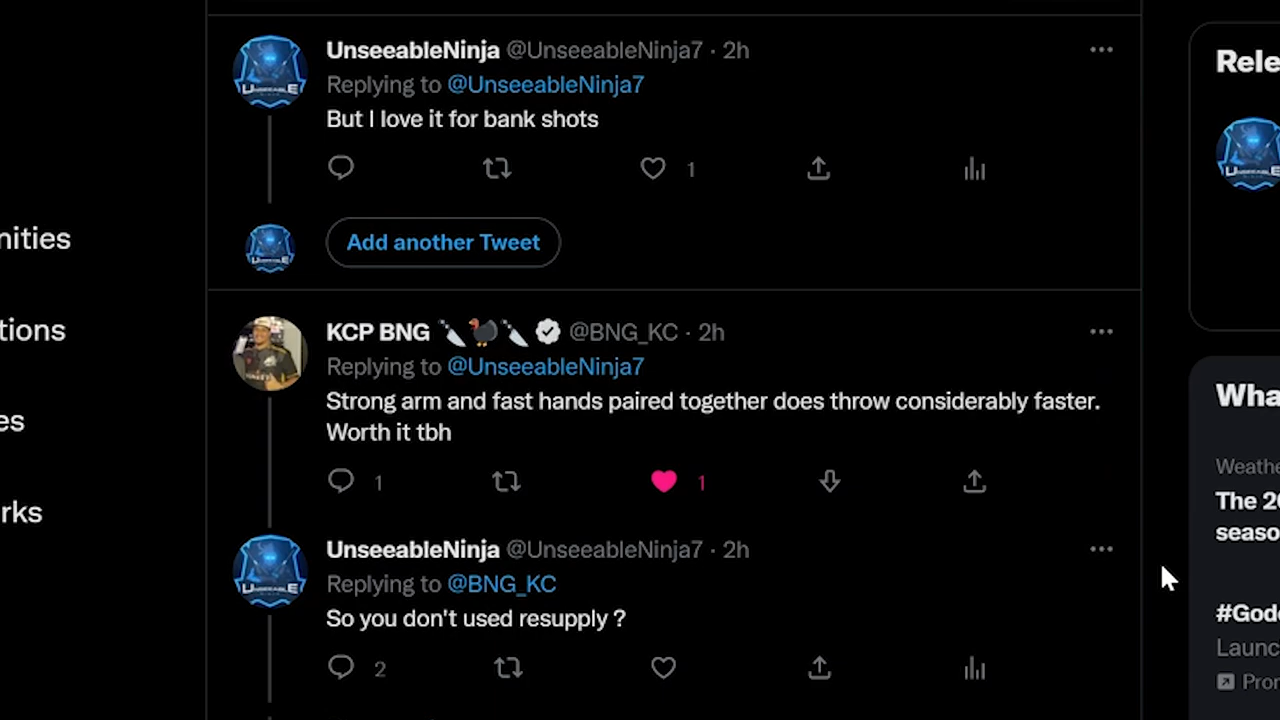 UnseeableNinja @UnseeableNinja7 · 2h
Replying to @UnseeableNinja7
But I love it for bank shots
1
Add another Tweet
KCP BNG 🔪🦃🔪 @BNG_KC · 2h
Replying to @UnseeableNinja7
Strong arm and fast hands paired together does throw considerably faster.
Worth it tbh
1 1
UnseeableNinja @UnseeableNinja7 · 2h
Replying to @BNG_KC
So you don't used resupply ?
2
nities
tions
es
rks
Rele
UNSEEABLE
Wha
Weathe
The 20
seaso
#Godo
Launc
Pror